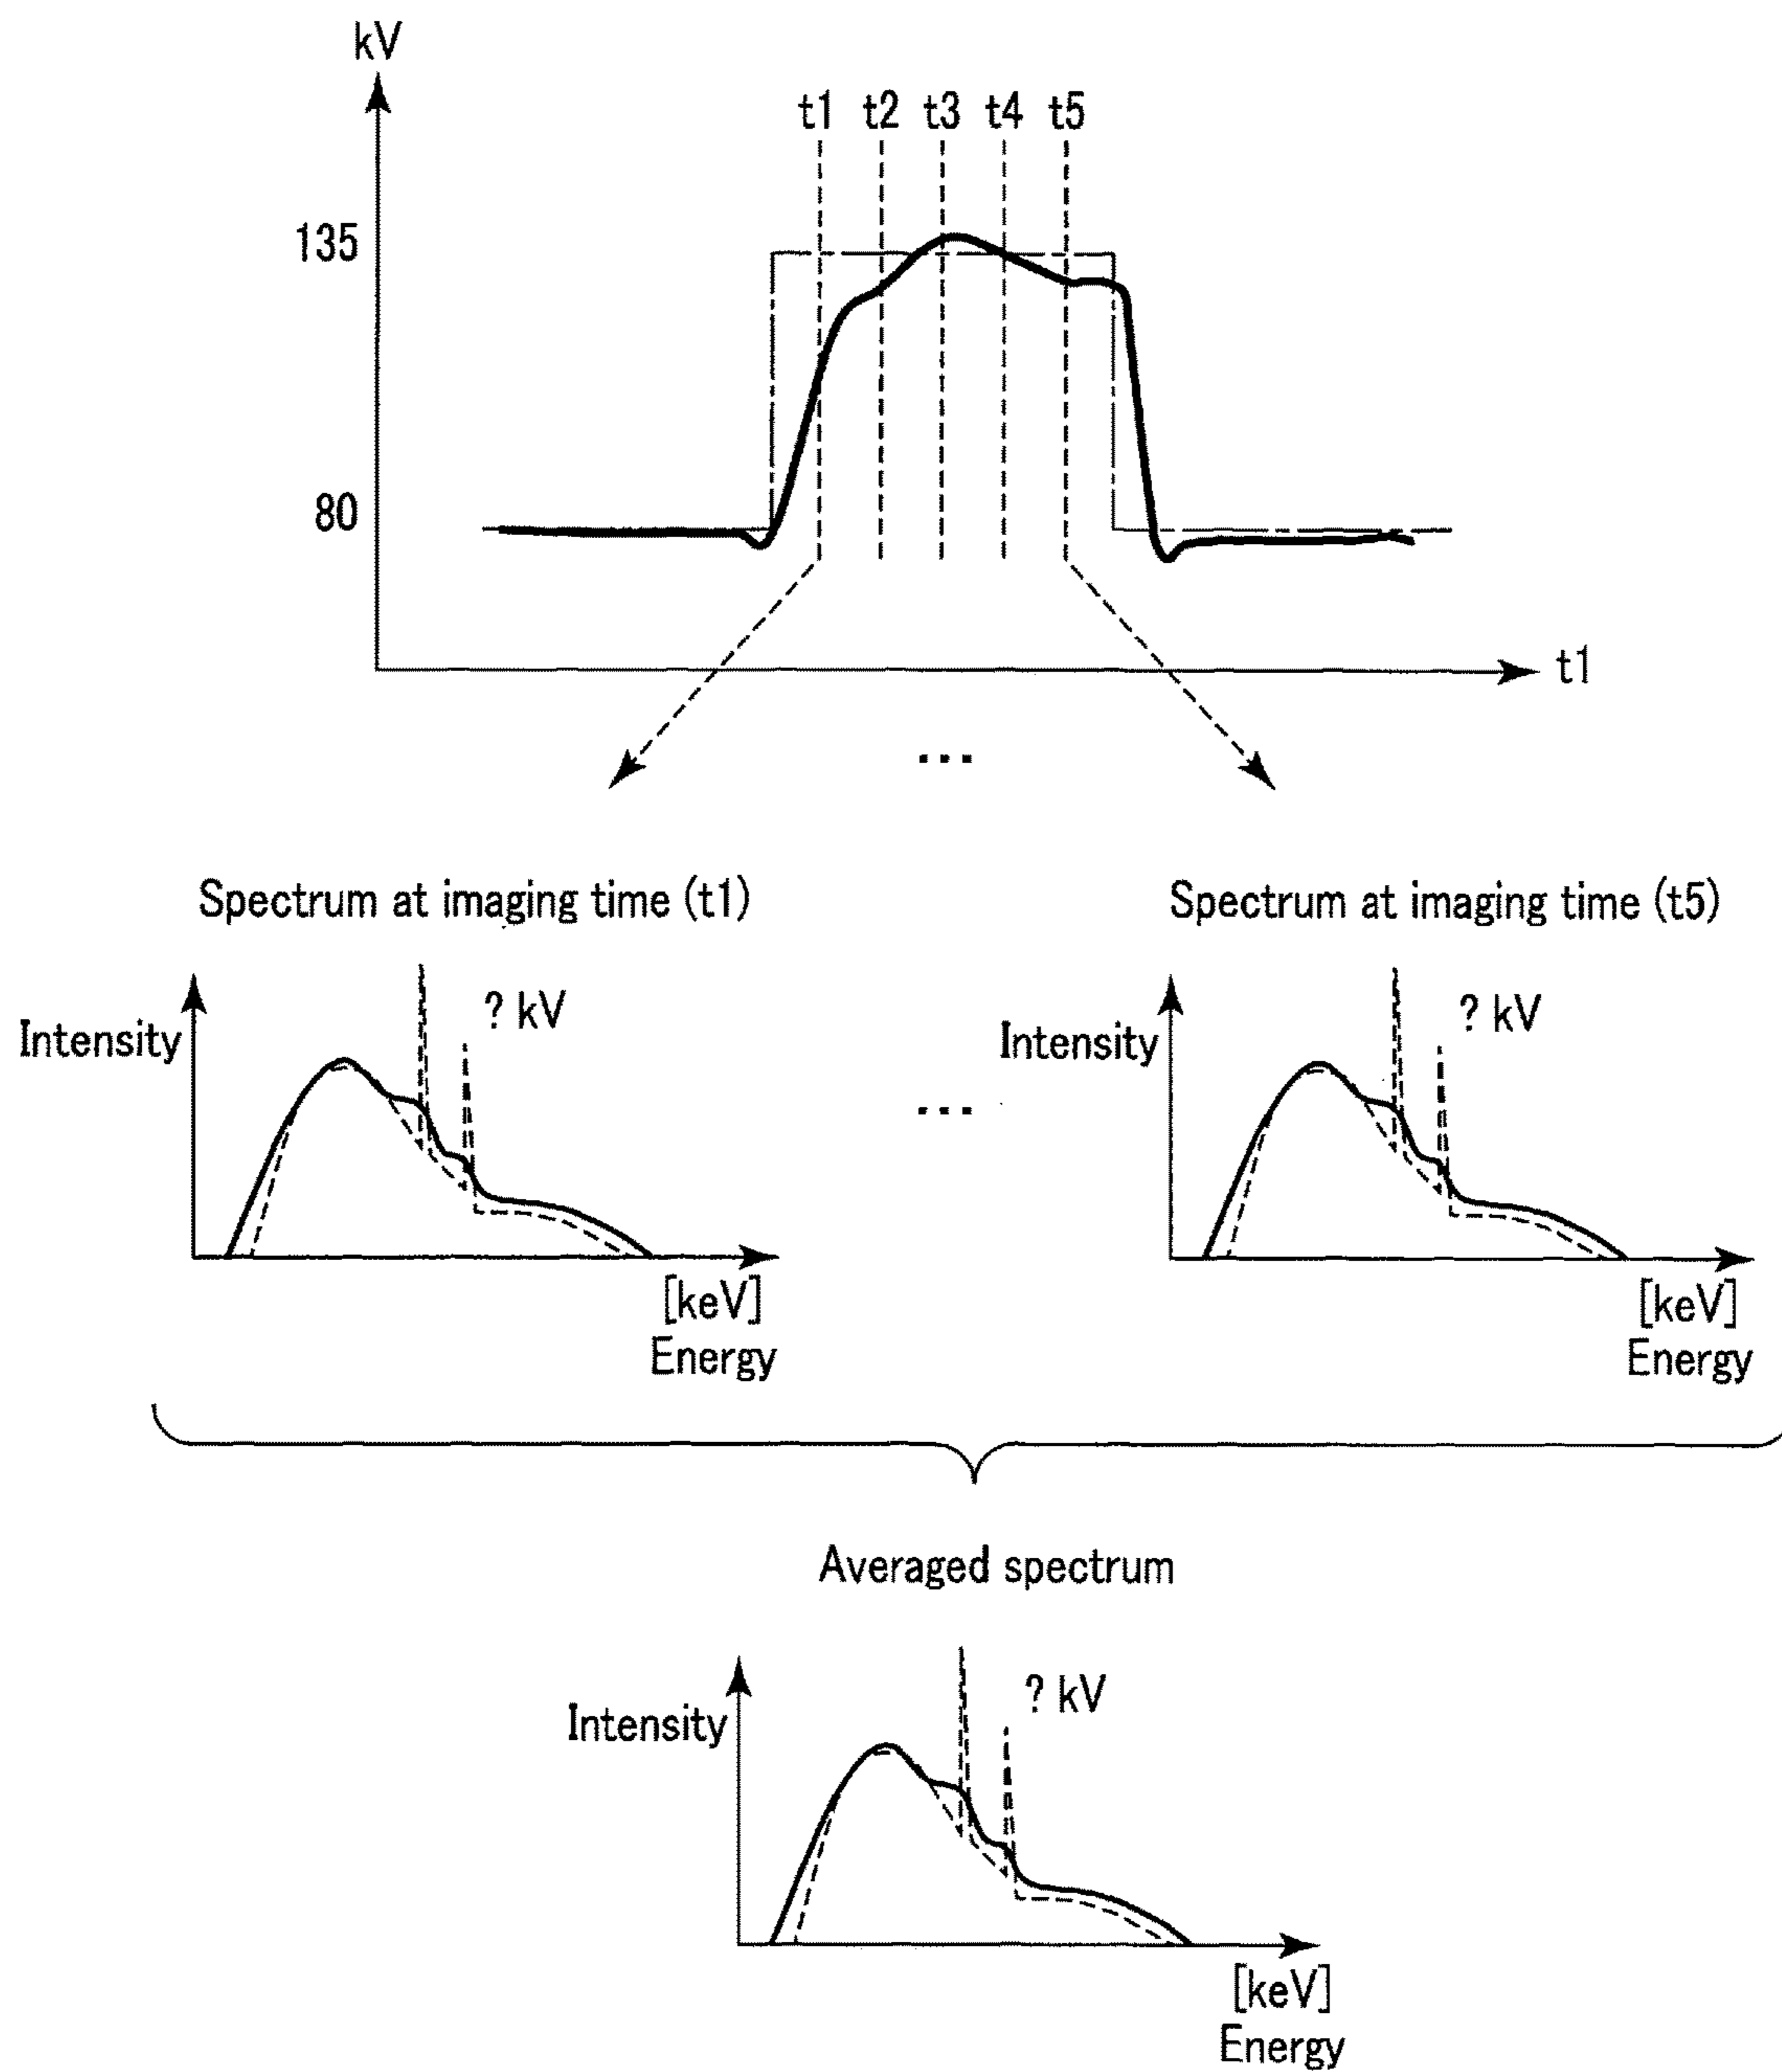 kV
t1 t2 t3 t4 t5
135
80
t1
...
Spectrum at imaging time (t1)
Spectrum at imaging time (t5)
Intensity
? kV
Intensity
? kV
...
[keV]
Energy
[keV]
Energy
Averaged spectrum
Intensity
? kV
[keV]
Energy